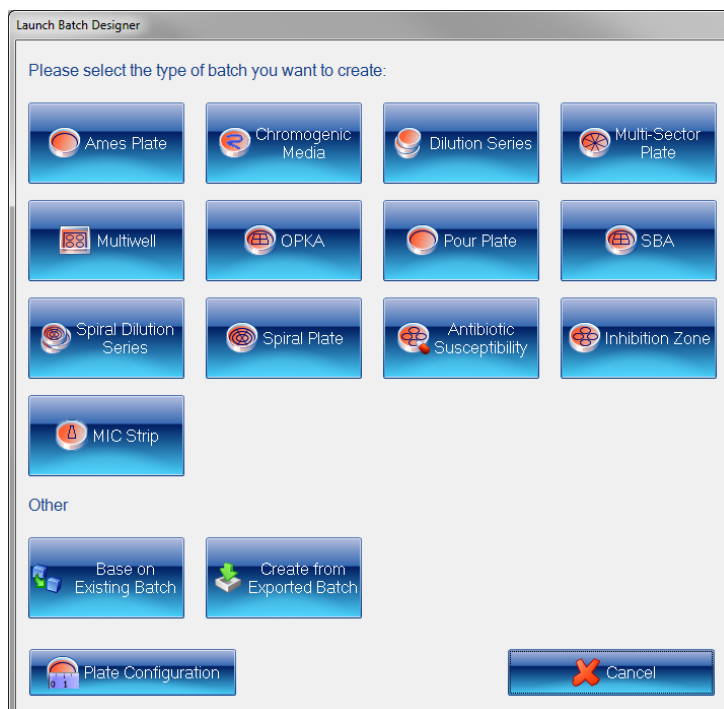 Launch Batch Designer
Please select the type of batch you want to create:
Ames Plate
Chromogenic
Media
Dilution Series
Multi-Sector
Plate
Multiwell
OPKA
Pour Plate
SBA
Spiral Dilution
Series
Spiral Plate
Antibiotic
Susceptibility
Inhibition Zone
MIC Strip
Other
Base on
Existing Batch
Create from
Exported Batch
0 1
Plate Configuration
Cancel